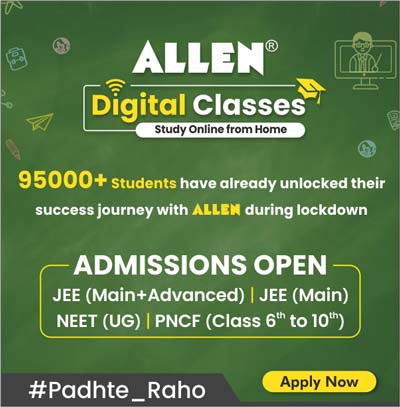 ALLEN®
Digital Classes
Study Online from Home
95000+ Students have already unlocked their
success journey with ALLEN during lockdown
ADMISSIONS OPEN
JEE (Main+Advanced) | JEE (Main)
NEET (UG) | PNCF (Class 6th to 10th)
#Padhte_Raho
Apply Now